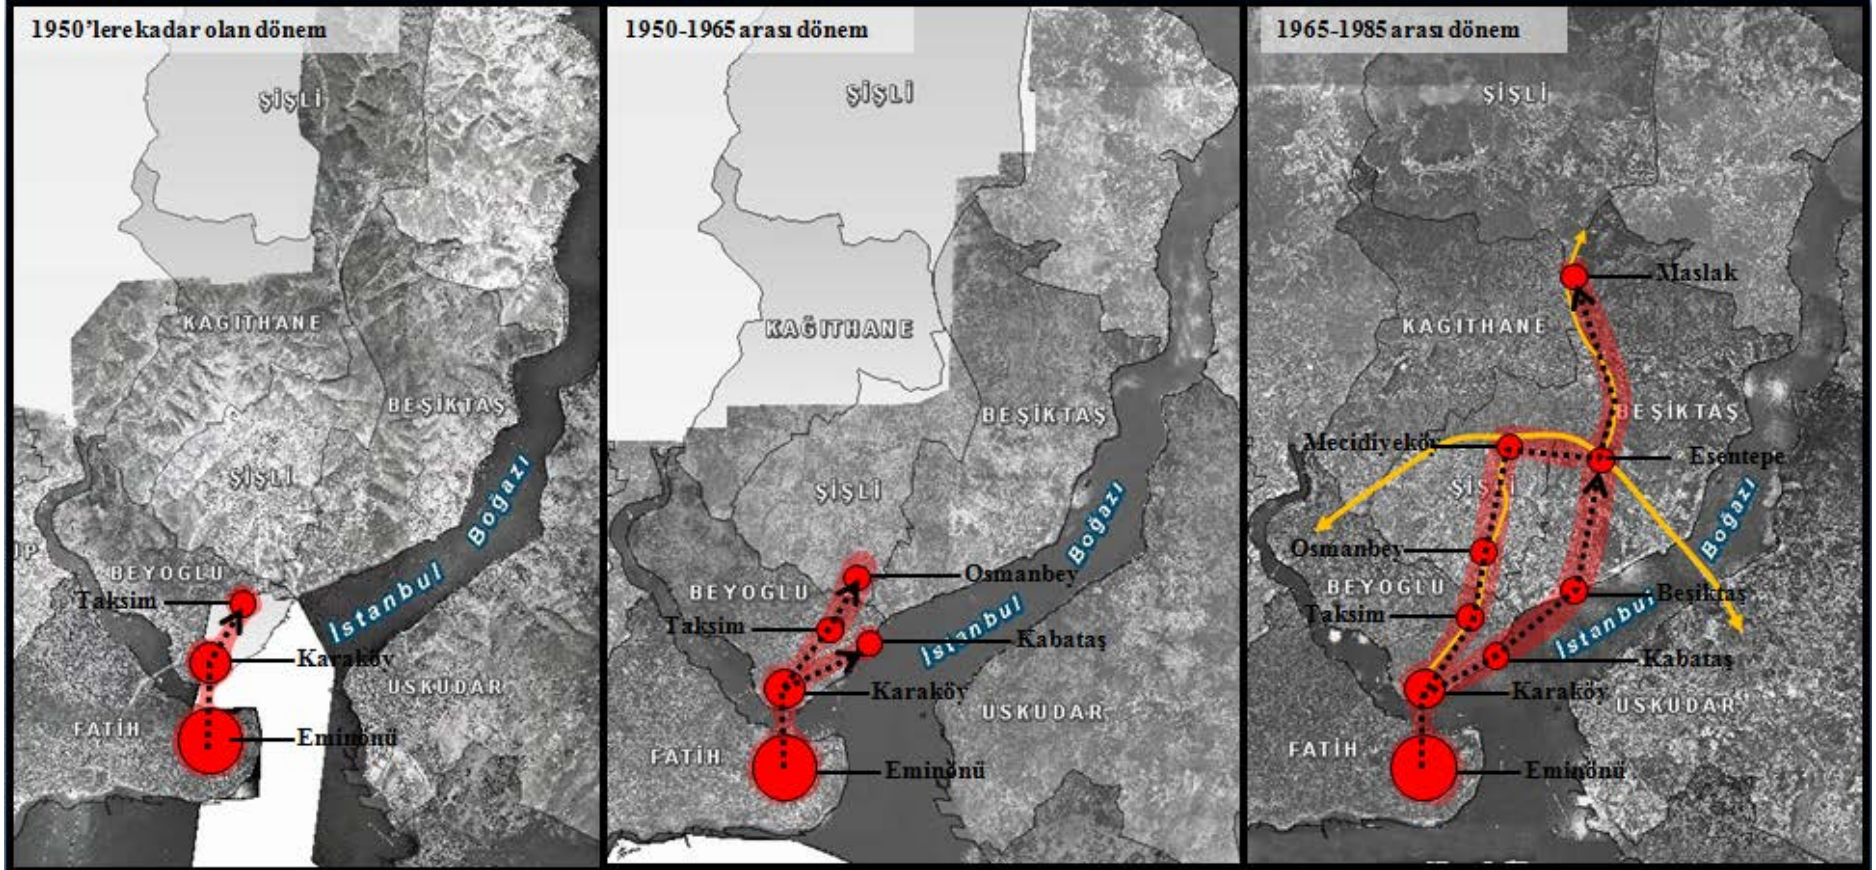 1950’lere kadar olan dönem
ŞİŞLİ
KAGITHANE
BEŞİKTAŞ
ŞİŞLİ
İstanbul Boğazı
UP
BEYOGLU
Taksim
Karaköy
USKUDAR
FATİH
Eminönü
1950-1965 arası dönem
ŞİŞLİ
KAĞITHANE
BEŞİKTAŞ
ŞİŞLİ
İstanbul Boğazı
Osmanbey
BEYOGLU
Taksim
Kabataş
Karaköy
USKUDAR
FATİH
Eminönü
1965-1985 arası dönem
ŞİŞLİ
Maslak
KAGITHANE
BEŞİKTAŞ
Mecidiyeköy
Esentepe
ŞİŞLİ
İstanbul Boğazı
Osmanbey
BEYOGLU
Beşiktaş
Taksim
Kabataş
Karaköy
USKUDAR
FATİH
Eminönü